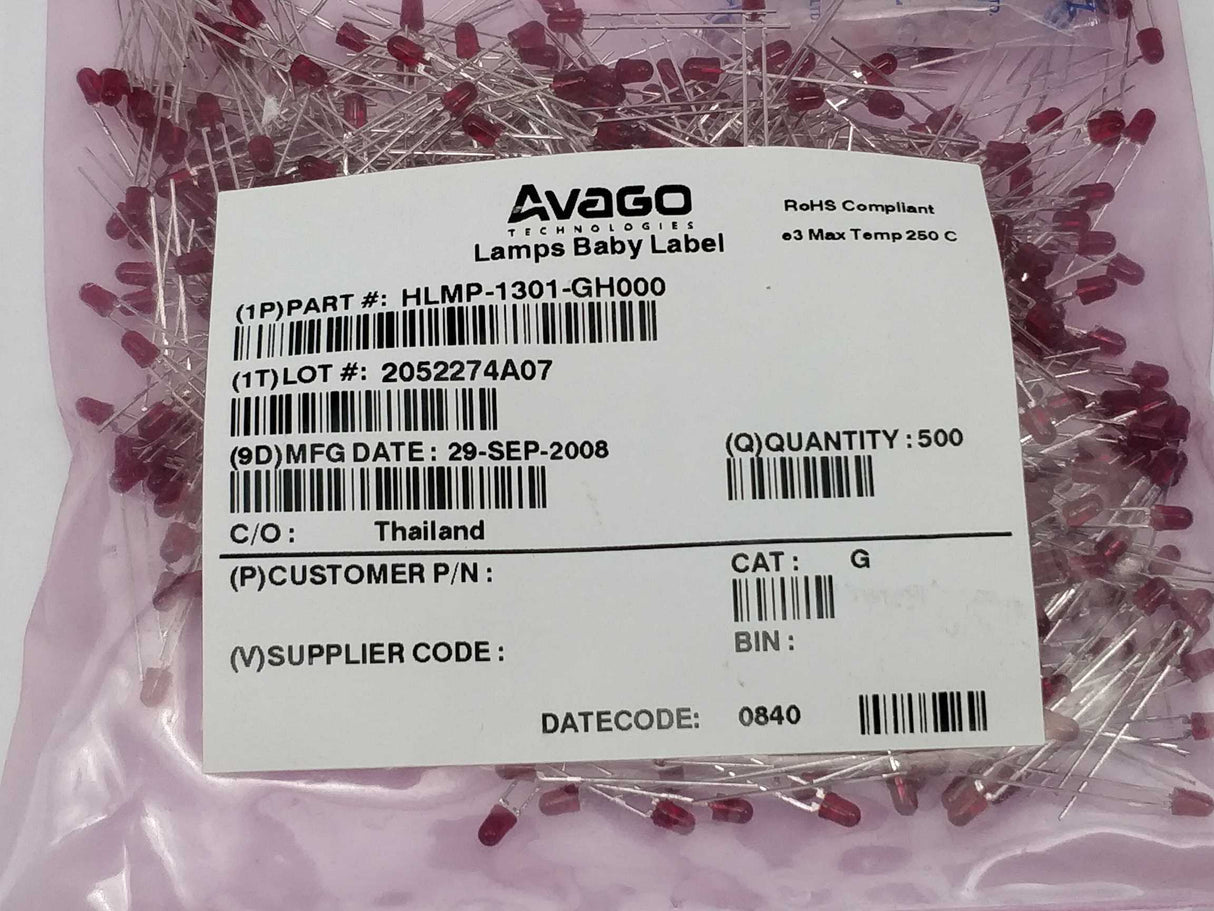 AVAGO
TECHNOLOGIES
Lamps Baby Label
RoHS Compliant
e3 Max Temp 250 C
(1P)PART #: HLMP-1301-GH000
(1T)LOT #: 2052274A07
(9D)MFG DATE : 29-SEP-2008
(Q)QUANTITY : 500
C/O : Thailand
(P)CUSTOMER P/N :
CAT : G
(V)SUPPLIER CODE :
BIN :
DATECODE: 0840